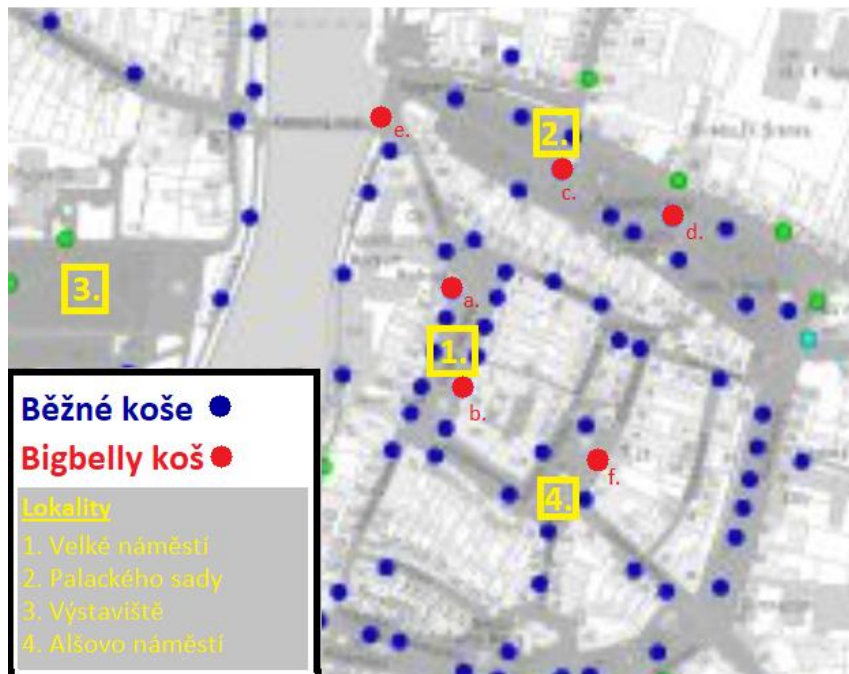 e.
2.
c.
d.
3.
a.
1.
b.
f.
4.
Běžné koše
Bigbelly koš
Lokality
1. Velké náměstí
2. Palackého sady
3. Výstaviště
4. Alšovo náměstí